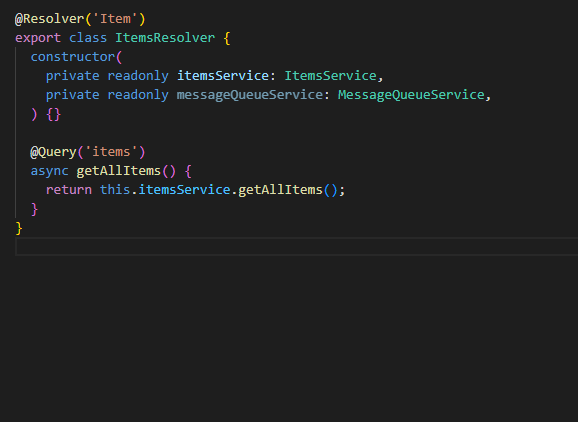 @Resolver('Item')
export class ItemsResolver {
  constructor(
    private readonly itemsService: ItemsService,
    private readonly messageQueueService: MessageQueueService,
  ) {}

  @Query('items')
  async getAllItems() {
    return this.itemsService.getAllItems();
  }
}